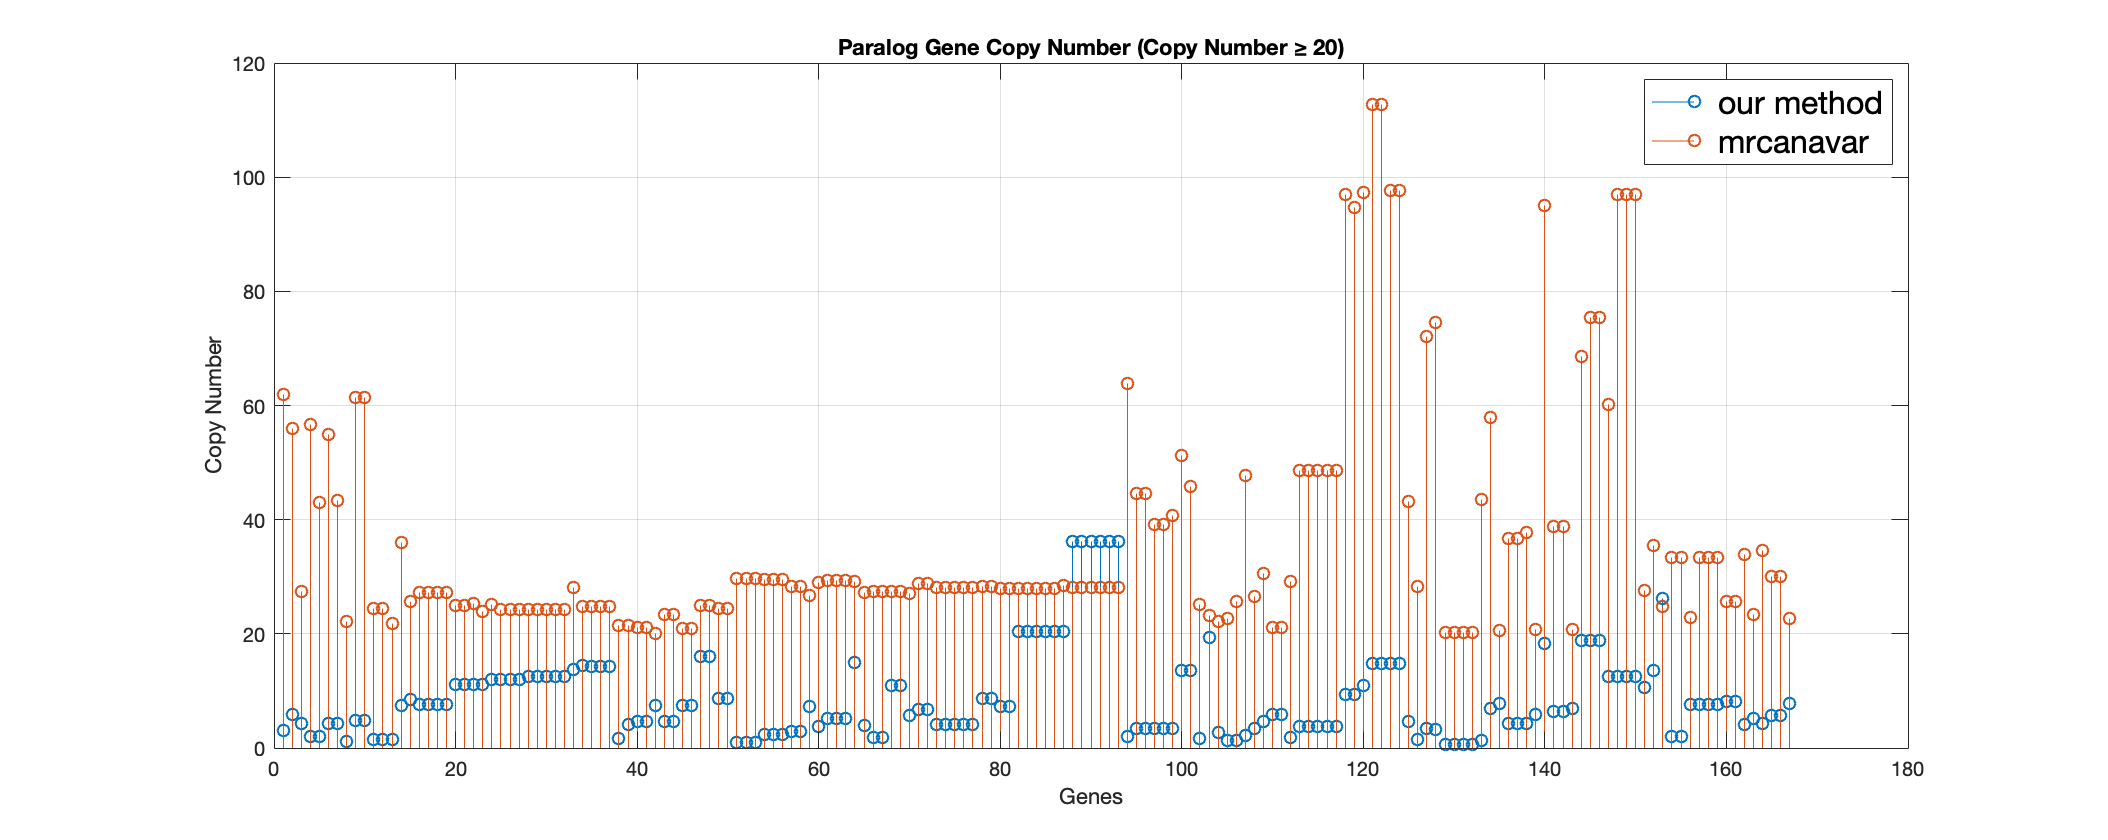 Paralog Gene Copy Number (Copy Number ≥ 20)
120
100
80
60
40
20
0
Copy Number
our method
mrcanavar
0 20 40 60 80 100 120 140 160 180
Genes